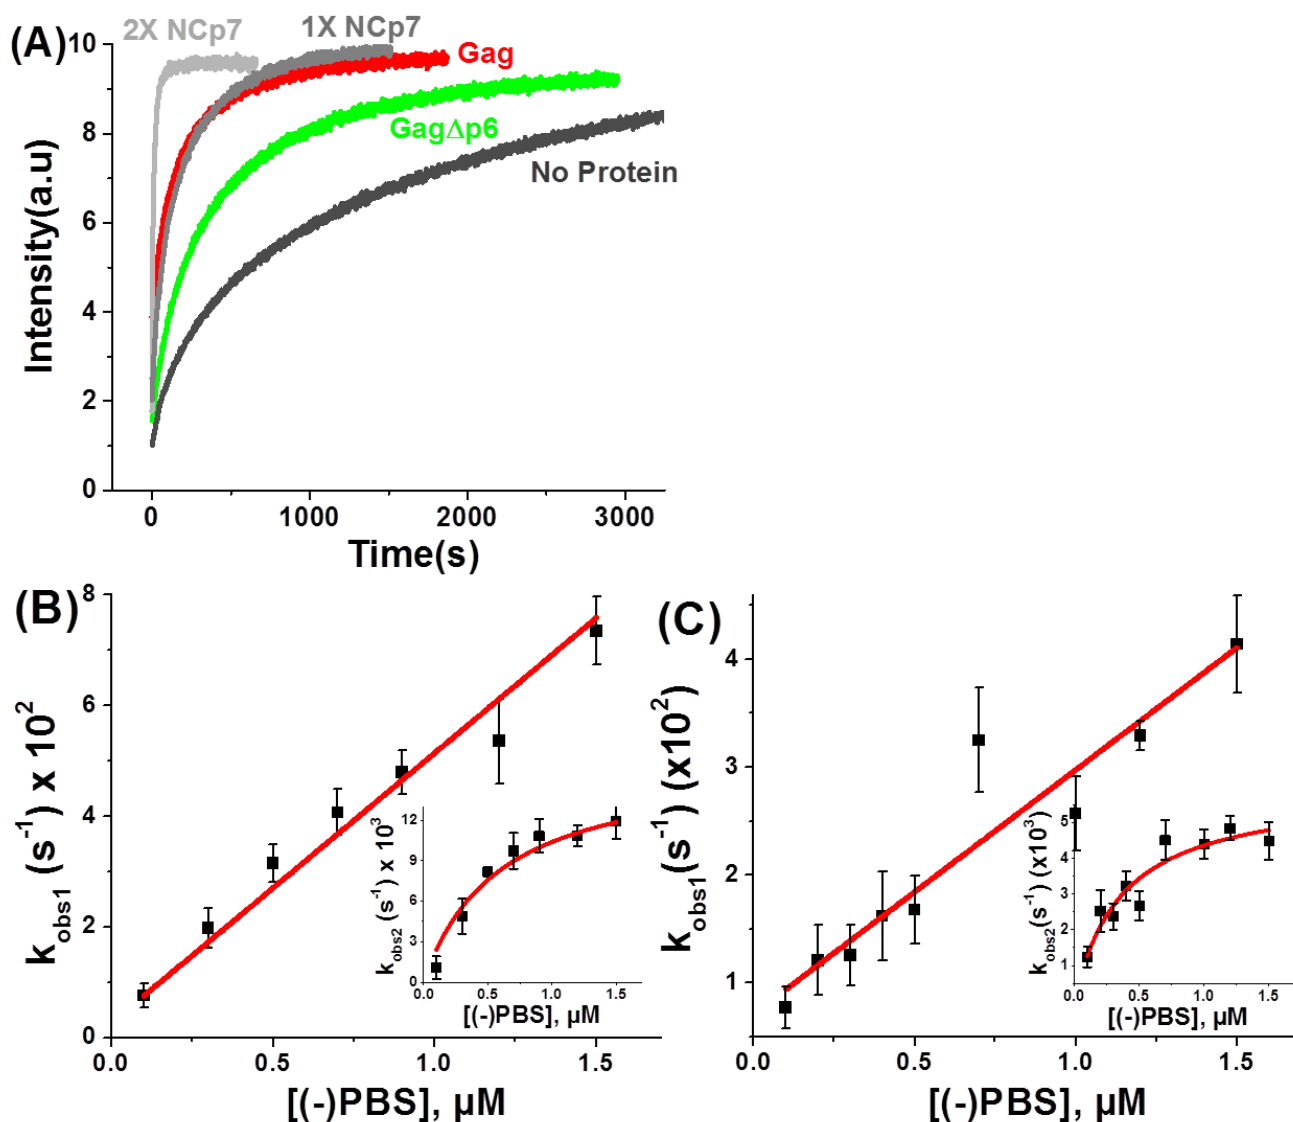 (A)
2X NCp7
1X NCp7
Gag
GagΔp6
No Protein
Intensity(a.u)
10
8
6
4
2
0
0 1000 2000 3000
Time(s)
(B)
k_obs1 (s⁻¹) x 10²
8
6
4
2
0
0.0 0.5 1.0 1.5
[(-)PBS], µM
k_obs2 (s⁻¹) x 10³
12
9
6
3
0
0.0 0.5 1.0 1.5
[(-)PBS], µM
(C)
k_obs1(s⁻¹) (x10²)
4
3
2
1
0.0 0.5 1.0 1.5
[(-)PBS], µM
k_obs2(s⁻¹) (x10³)
5
4
3
2
1
0.0 0.5 1.0 1.5
[(-)PBS], µM